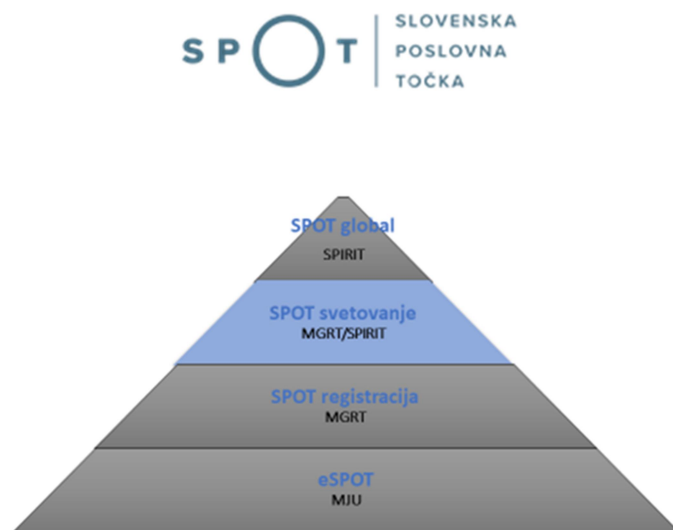 SPOT
SLOVENSKA
POSLOVNA
TOČKA
SPOT global
SPIRIT
SPOT svetovanje
MGRT/SPIRIT
SPOT registracija
MGRT
eSPOT
MJU